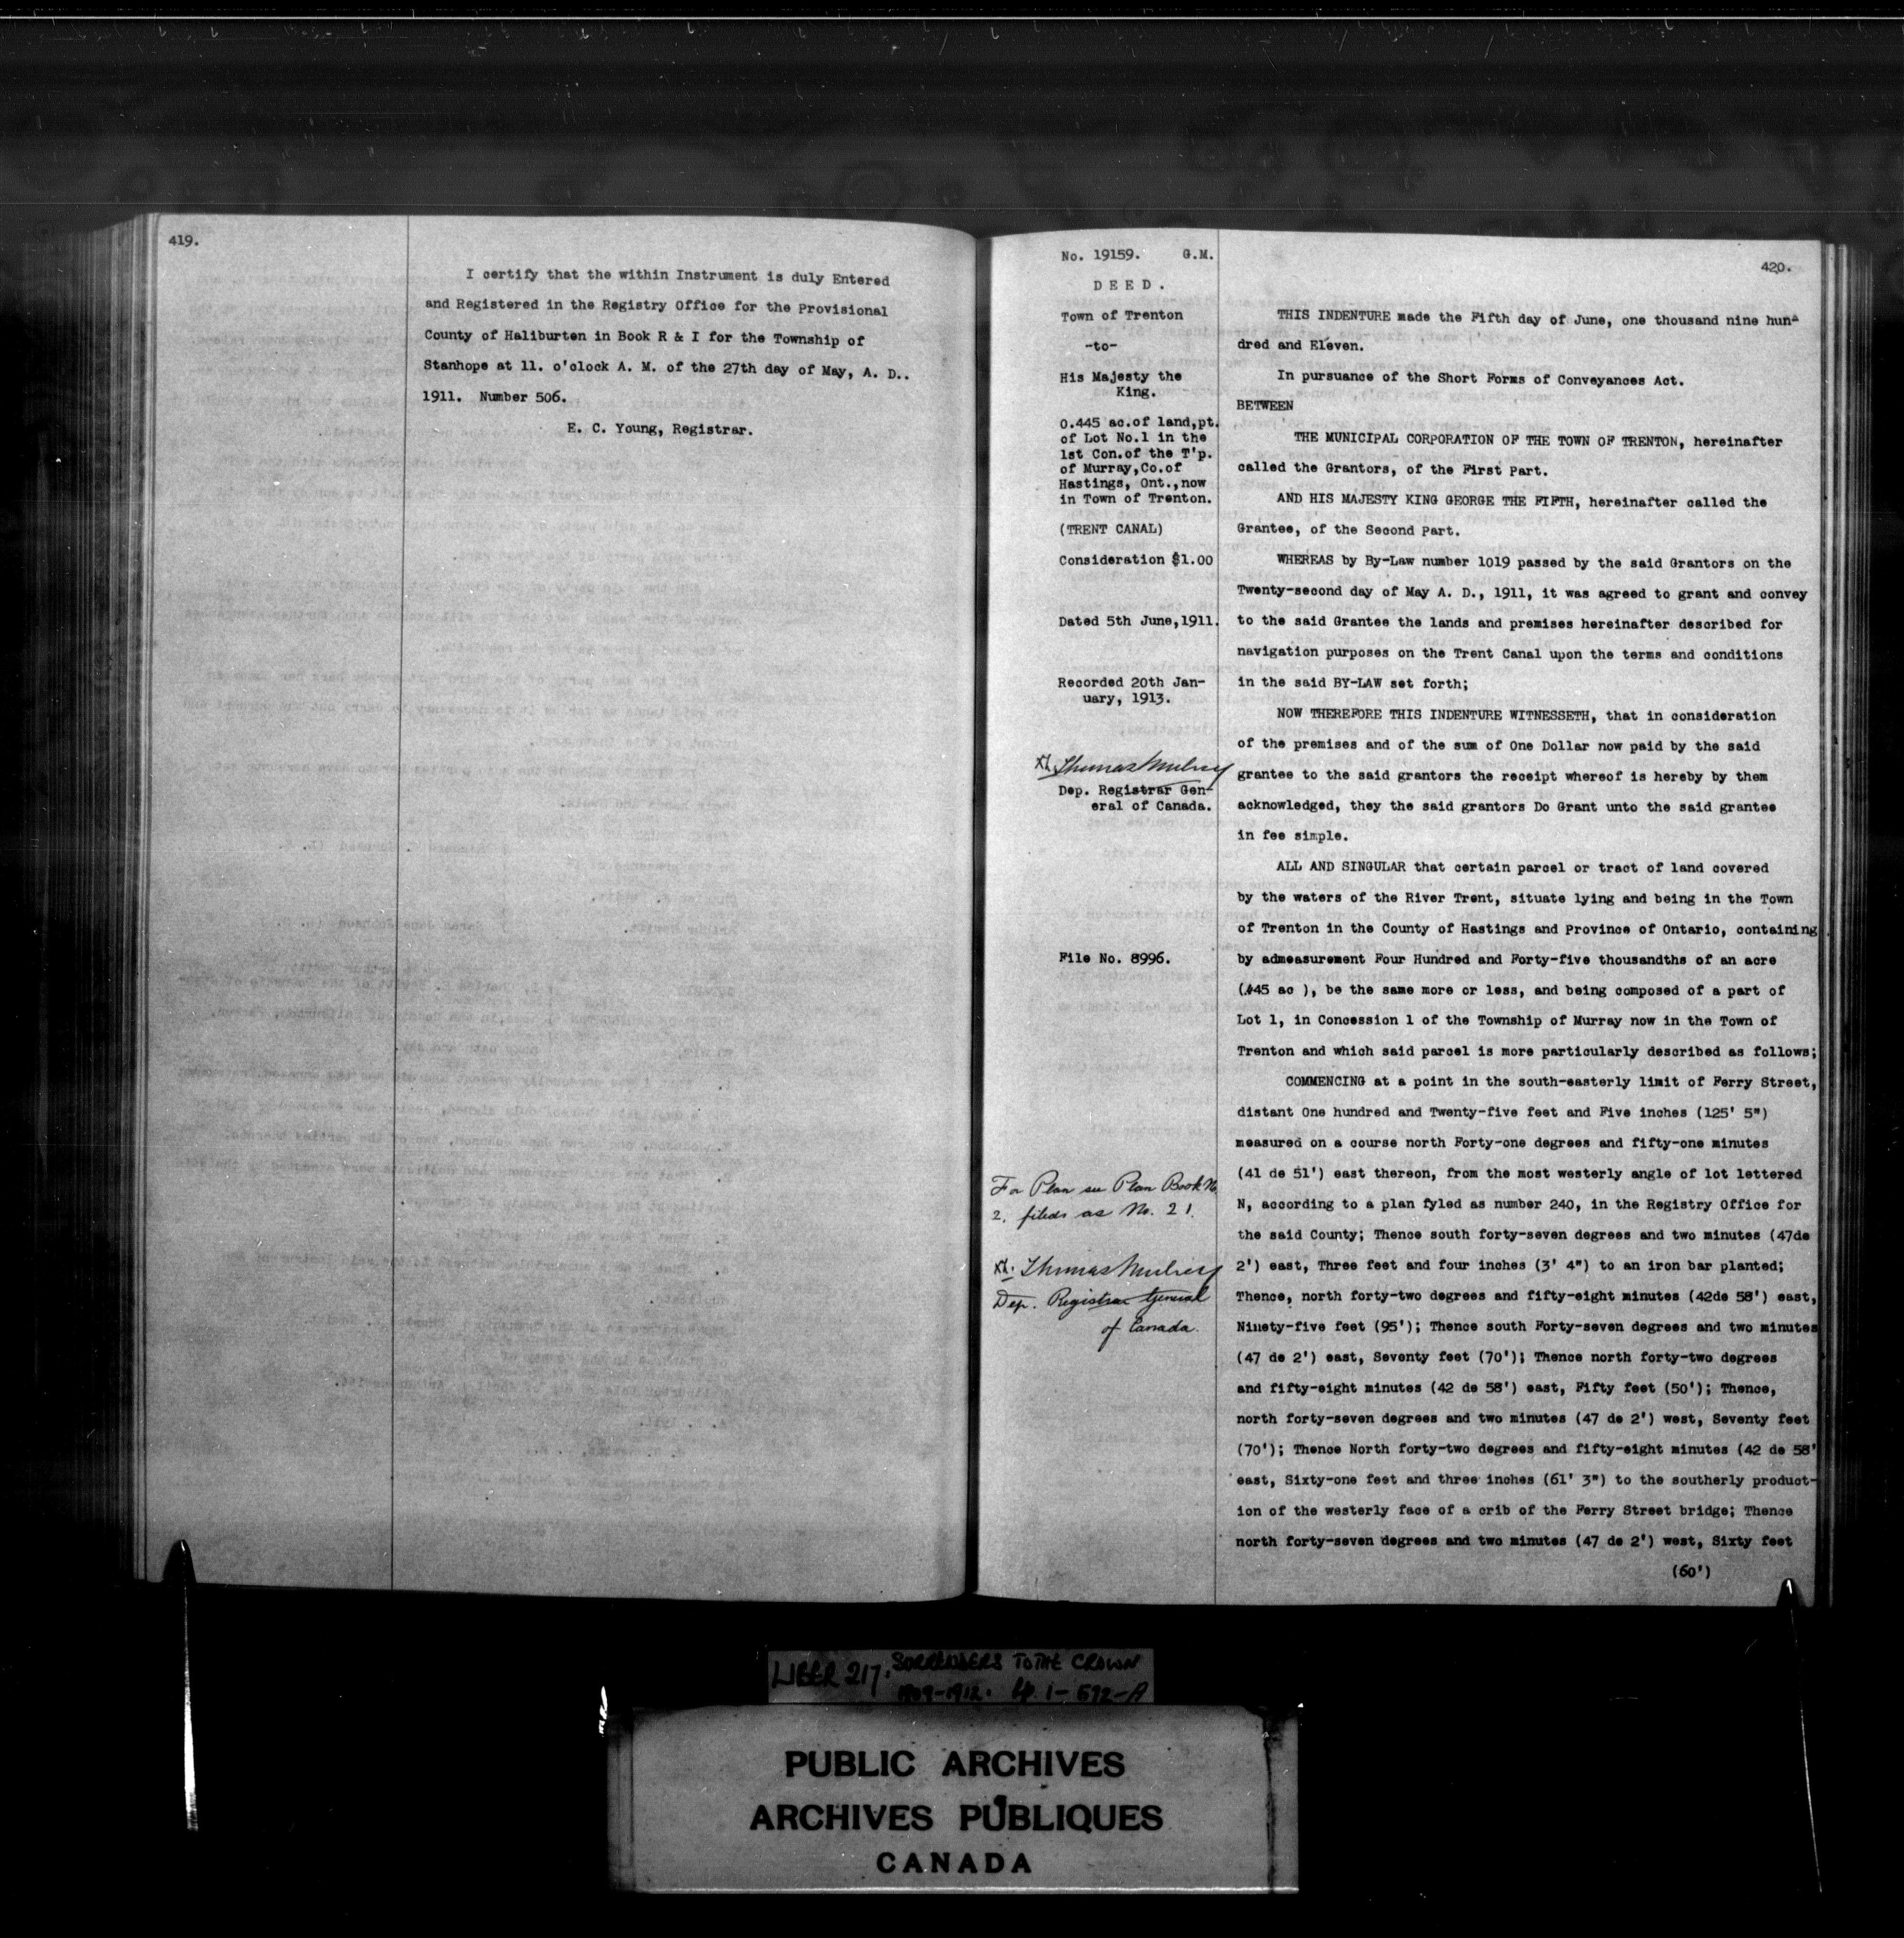 419.
I certify that the within Instrument is duly Entered
and Registered in the Registry Office for the Provisional
County of Haliburten in Book R & I for the Township of
Stanhope at 11. o'clock A. M. of the 27th day of May, A. D..
1911. Number 506.
E. C. Young, Registrar.
No. 19159. G.M.
DEED.
Town of Trenton
-to-
His Majesty the
King.
0.445 ac.of land,pt.
of Lot No.1 in the
1st Con.of the T'p.
of Murray,Co.of
Hastings, Ont.,now
in Town of Trenton.
(TRENT CANAL)
Consideration $1.00
Dated 5th June,1911.
Recorded 20th Jan-
uary, 1913.
Thomas Mulvey
Dep. Registrar Gen-
eral of Canada.
File No. 8996.
For Plan see Plan Book No
2, filed as No. 21.
Thomas Mulvey
Dep. Registrar General
of Canada.
420.
THIS INDENTURE made the Fifth day of June, one thousand nine hun-
dred and Eleven.
In pursuance of the Short Forms of Conveyances Act.
BETWEEN
THE MUNICIPAL CORPORATION OF THE TOWN OF TRENTON, hereinafter
called the Grantors, of the First Part.
AND HIS MAJESTY KING GEORGE THE FIFTH, hereinafter called the
Grantee, of the Second Part.
WHEREAS by By-Law number 1019 passed by the said Grantors on the
Twenty-second day of May A. D., 1911, it was agreed to grant and convey
to the said Grantee the lands and premises hereinafter described for
navigation purposes on the Trent Canal upon the terms and conditions
in the said BY-LAW set forth;
NOW THEREFORE THIS INDENTURE WITNESSETH, that in consideration
of the premises and of the sum of One Dollar now paid by the said
grantee to the said grantors the receipt whereof is hereby by them
acknowledged, they the said grantors Do Grant unto the said grantee
in fee simple.
ALL AND SINGULAR that certain parcel or tract of land covered
by the waters of the River Trent, situate lying and being in the Town
of Trenton in the County of Hastings and Province of Ontario, containing
by admeasurement Four Hundred and Forty-five thousandths of an acre
(.445 ac ), be the same more or less, and being composed of a part of
Lot 1, in Concession 1 of the Township of Murray now in the Town of
Trenton and which said parcel is more particularly described as follows;
COMMENCING at a point in the south-easterly limit of Ferry Street,
distant One hundred and Twenty-five feet and Five inches (125' 5")
measured on a course north Forty-one degrees and fifty-one minutes
(41 de 51') east thereon, from the most westerly angle of lot lettered
N, according to a plan fyled as number 240, in the Registry Office for
the said County; Thence south forty-seven degrees and two minutes (47de
2') east, Three feet and four inches (3' 4") to an iron bar planted;
Thence, north forty-two degrees and fifty-eight minutes (42de 58') east,
Ninety-five feet (95'); Thence south Forty-seven degrees and two minutes
(47 de 2') east, Seventy feet (70'); Thence north forty-two degrees
and fifty-eight minutes (42 de 58') east, Fifty feet (50'); Thence,
north forty-seven degrees and two minutes (47 de 2') west, Seventy feet
(70'); Thence North forty-two degrees and fifty-eight minutes (42 de 58'
east, Sixty-one feet and three inches (61' 3") to the southerly product-
ion of the westerly face of a crib of the Ferry Street bridge; Thence
north forty-seven degrees and two minutes (47 de 2') west, Sixty feet
(60')
LIBER 217. SURRENDERS TO THE CROWN
1909-1912. 1-572-A
PUBLIC ARCHIVES
ARCHIVES PUBLIQUES
CANADA